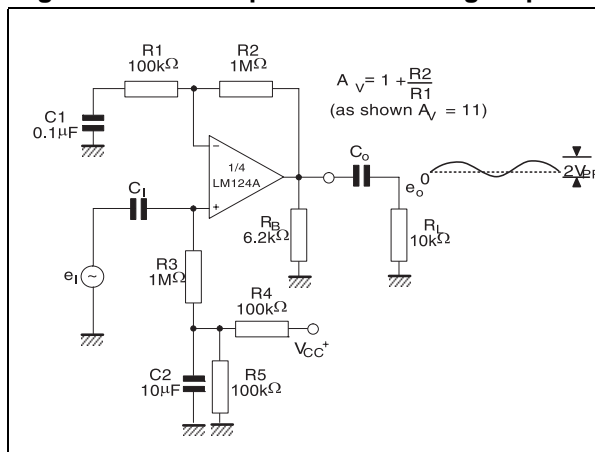 R1
100kΩ
R2
1MΩ
A V = 1 + R2
R1
(as shown A V = 11)
C1
0.1µF
1/4
LM124A
CI
Co
eo
0
2VPP
RB
6.2kΩ
RL
10kΩ
eI
~
R3
1MΩ
R4
100kΩ
VCC+
C2
10µF
R5
100kΩ